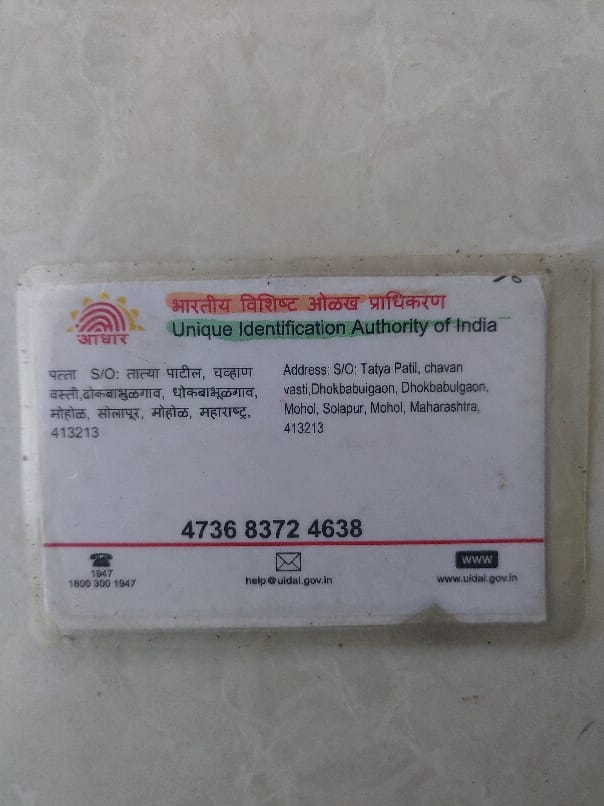 भारतीय विशिष्ट ओळख प्राधिकरण
Unique Identification Authority of India
आधार
पत्ता S/O: तात्या पाटील, चव्हाण
वस्ती,ढोकबाभुळगाव, धोकबाभूळगाव,
मोहोळ, सोलापूर, मोहोळ, महाराष्ट्र,
413213
Address: S/O: Tatya Patil, chavan
vasti,Dhokbabuigaon, Dhokbabulgaon,
Mohol, Solapur, Mohol, Maharashtra,
413213
4736 8372 4638
1947
1800 300 1947
help@uidai.gov.in
www
www.uidai.gov.in